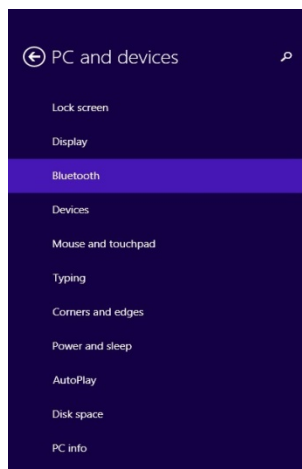 PC and devices
Lock screen
Display
Bluetooth
Devices
Mouse and touchpad
Typing
Corners and edges
Power and sleep
AutoPlay
Disk space
PC info